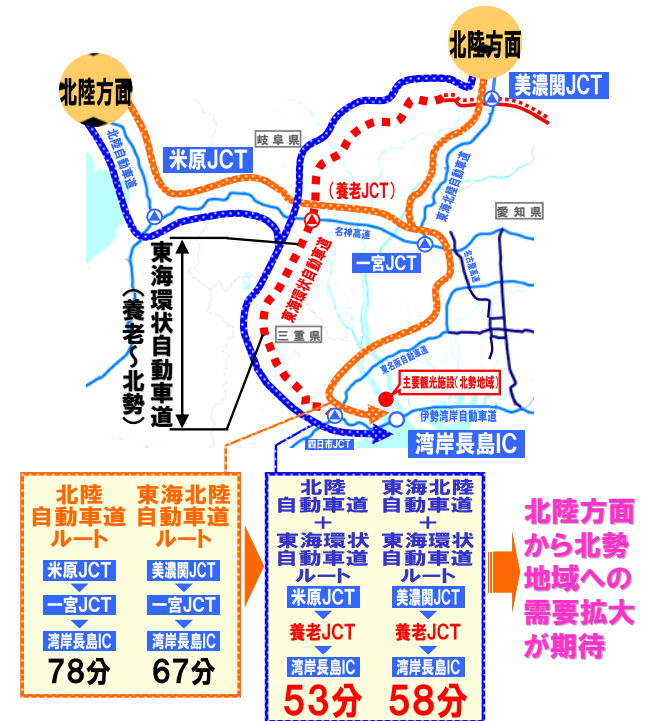 北陸方面
北陸方面
美濃関JCT
北陸自動車道
岐阜県
米原JCT
（養老JCT）
東海北陸自動車道
愛知県
名神高速
一宮JCT
名古屋高速
東海環状自動車道
（養老～北勢）
東海環状自動車道
三重県
東名阪自動車道
主要観光施設（北勢地域）
伊勢湾岸自動車道
四日市JCT
湾岸長島IC
北陸
自動車道
ルート
米原JCT
一宮JCT
湾岸長島IC
78分
東海北陸
自動車道
ルート
美濃関JCT
一宮JCT
湾岸長島IC
67分
北陸
自動車道
＋
東海環状
自動車道
ルート
米原JCT
養老JCT
湾岸長島IC
53分
東海北陸
自動車道
＋
東海環状
自動車道
ルート
美濃関JCT
養老JCT
湾岸長島IC
58分
北陸方面
から北勢
地域への
需要拡大
が期待